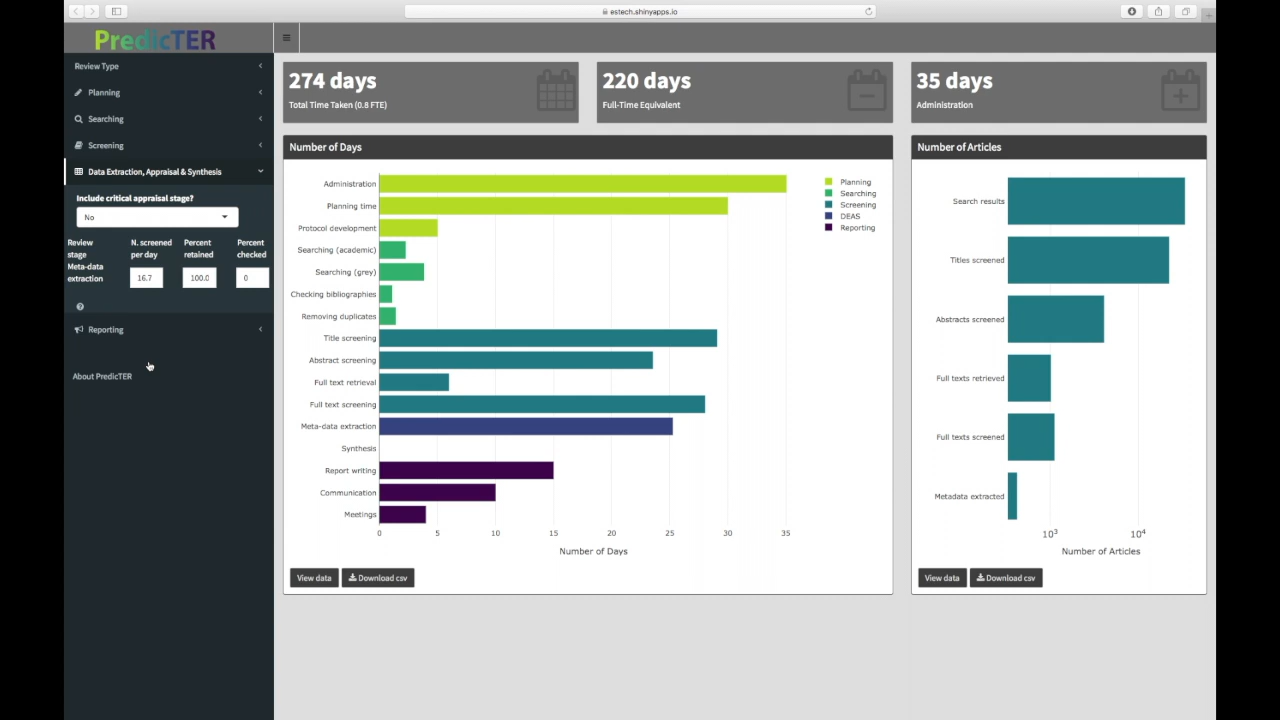 estech.shinyapps.io
PredicTER
Review Type
Planning
Searching
Screening
Data Extraction, Appraisal & Synthesis
Include critical appraisal stage?
No
Review stage
N. screened per day
Percent retained
Percent checked
Meta-data extraction
16.7
100.0
0
Reporting
About PredicTER
274 days
Total Time Taken (0.8 FTE)
220 days
Full-Time Equivalent
35 days
Administration
Number of Days
Administration
Planning time
Protocol development
Searching (academic)
Searching (grey)
Checking bibliographies
Removing duplicates
Title screening
Abstract screening
Full text retrieval
Full text screening
Meta-data extraction
Synthesis
Report writing
Communication
Meetings
0 5 10 15 20 25 30 35
Number of Days
Planning
Searching
Screening
DEAS
Reporting
View data
Download csv
Number of Articles
Search results
Titles screened
Abstracts screened
Full texts retrieved
Full texts screened
Metadata extracted
10³ 10⁴
Number of Articles
View data
Download csv